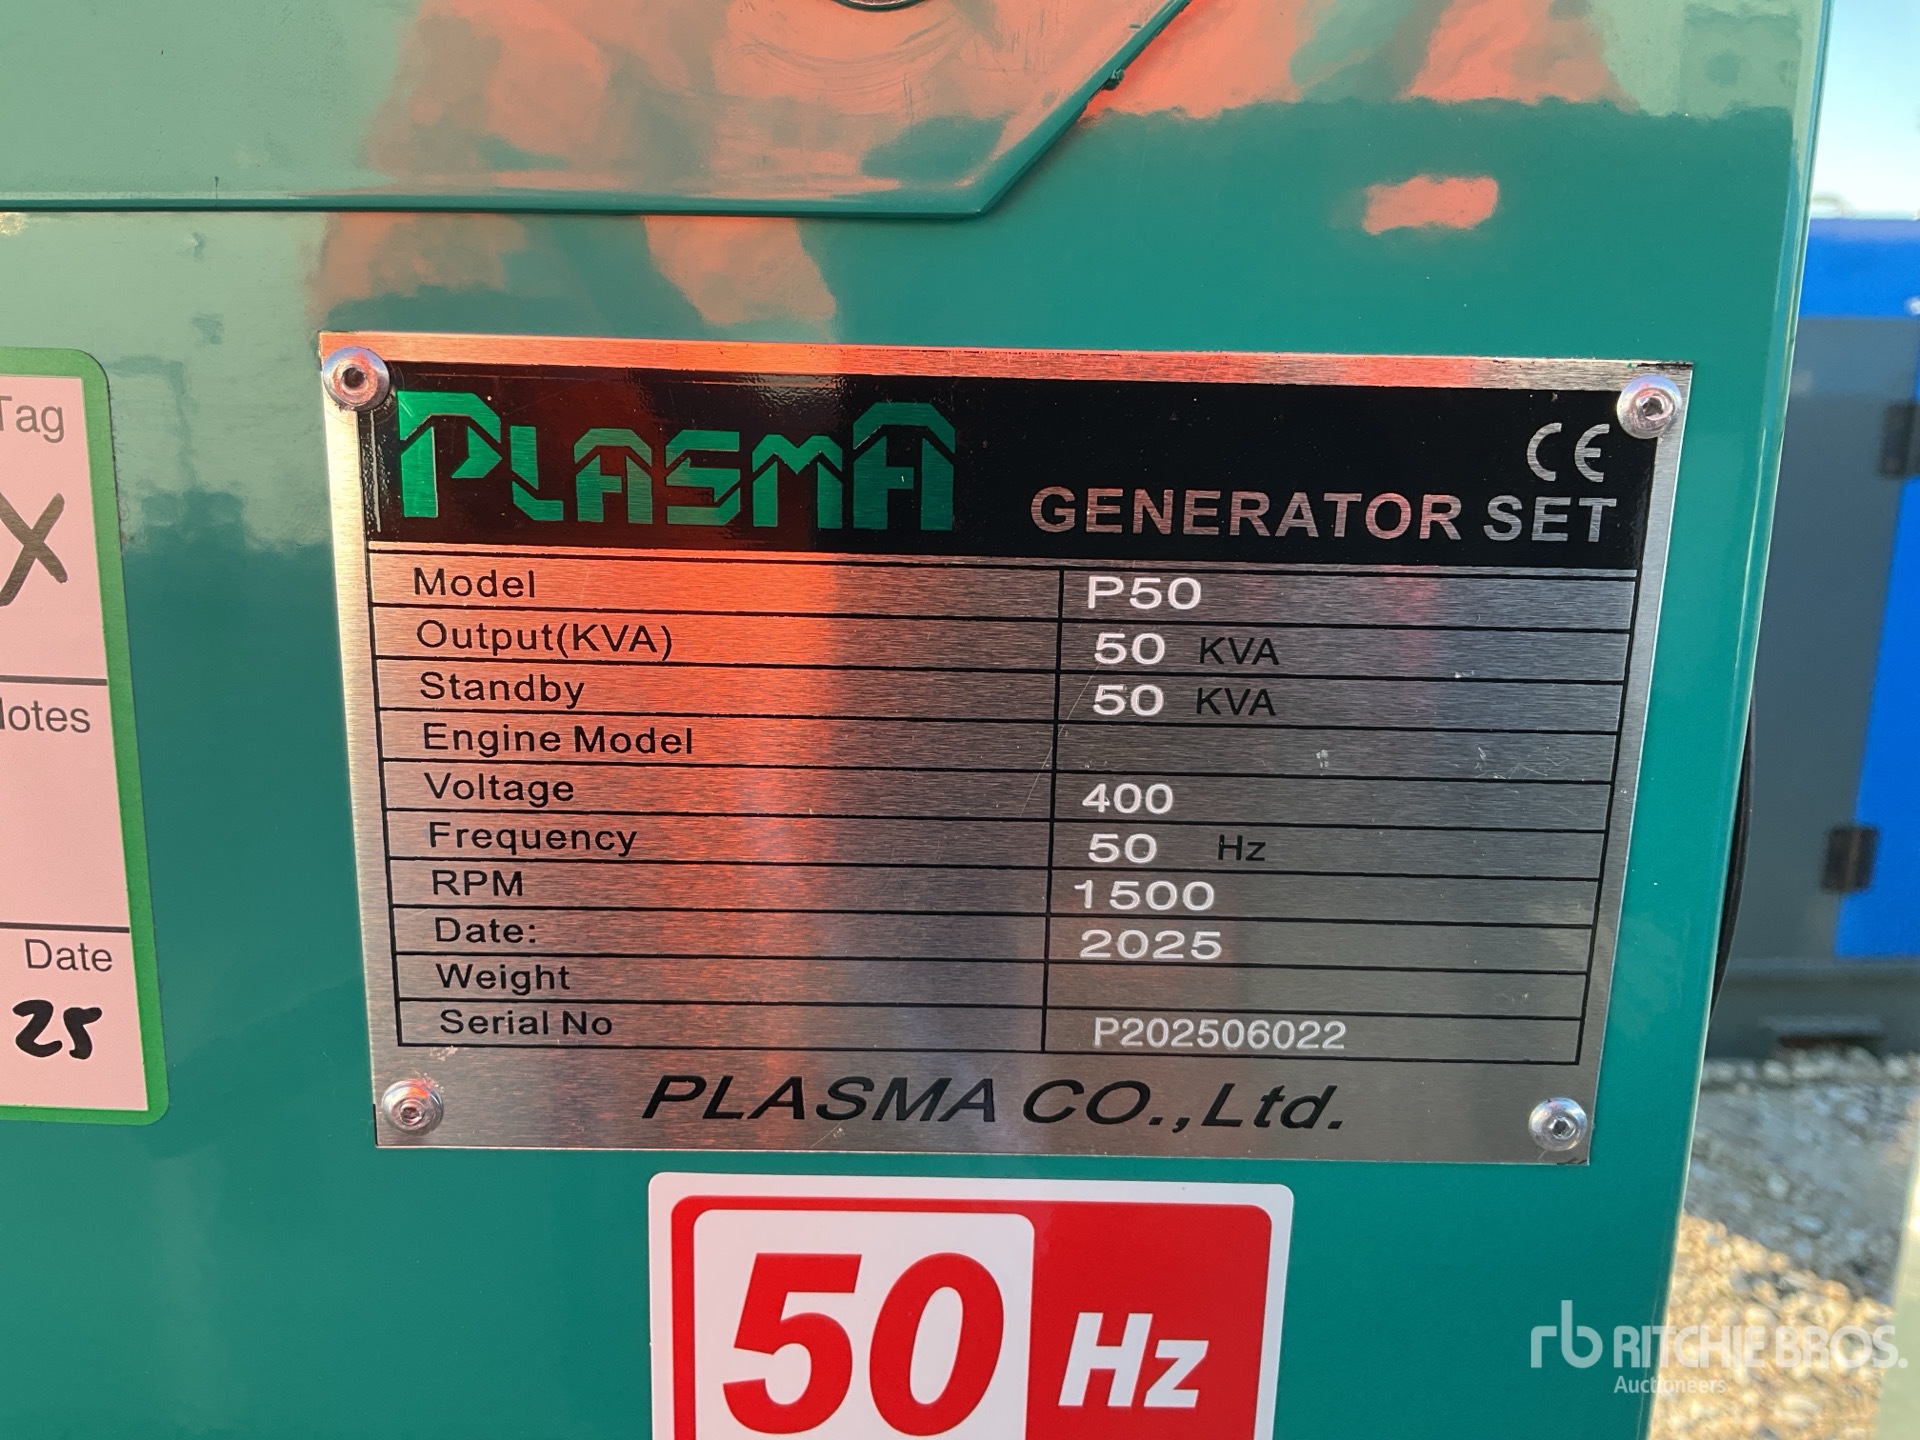 Tag
X
Notes
Date
25
PLASMA
CE
GENERATOR SET
Model P50
Output(KVA) 50 KVA
Standby 50 KVA
Engine Model
Voltage 400
Frequency 50 Hz
RPM 1500
Date: 2025
Weight
Serial No P202506022
PLASMA CO.,Ltd.
50 Hz
rb RITCHIE BROS.
Auctioneers